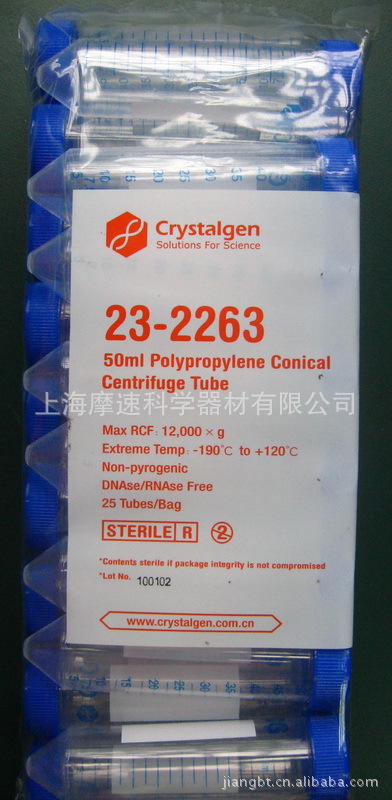 Crystalgen
Solutions For Science
23-2263
50ml Polypropylene Conical
Centrifuge Tube
上海摩速科学器材有限公司
Max RCF: 12,000 × g
Extreme Temp: -190℃ to +120℃
Non-pyrogenic
DNAse/RNAse Free
25 Tubes/Bag
STERILE R 2
*Contents sterile if package integrity is not compromised
*Lot No. 100102
www.crystalgen.com.cn
jiangbt.cn.alibaba.com